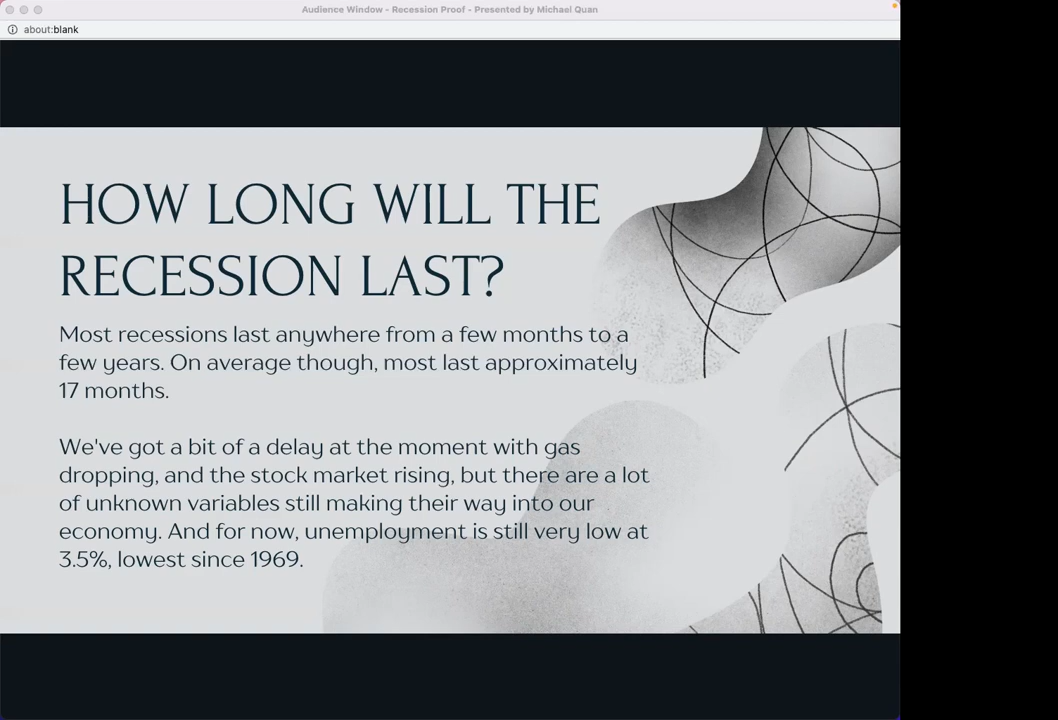 Audience Window - Recession Proof - Presented by Michael Quan
about:blank
HOW LONG WILL THE
RECESSION LAST?
Most recessions last anywhere from a few months to a
few years. On average though, most last approximately
17 months.
We've got a bit of a delay at the moment with gas
dropping, and the stock market rising, but there are a lot
of unknown variables still making their way into our
economy. And for now, unemployment is still very low at
3.5%, lowest since 1969.